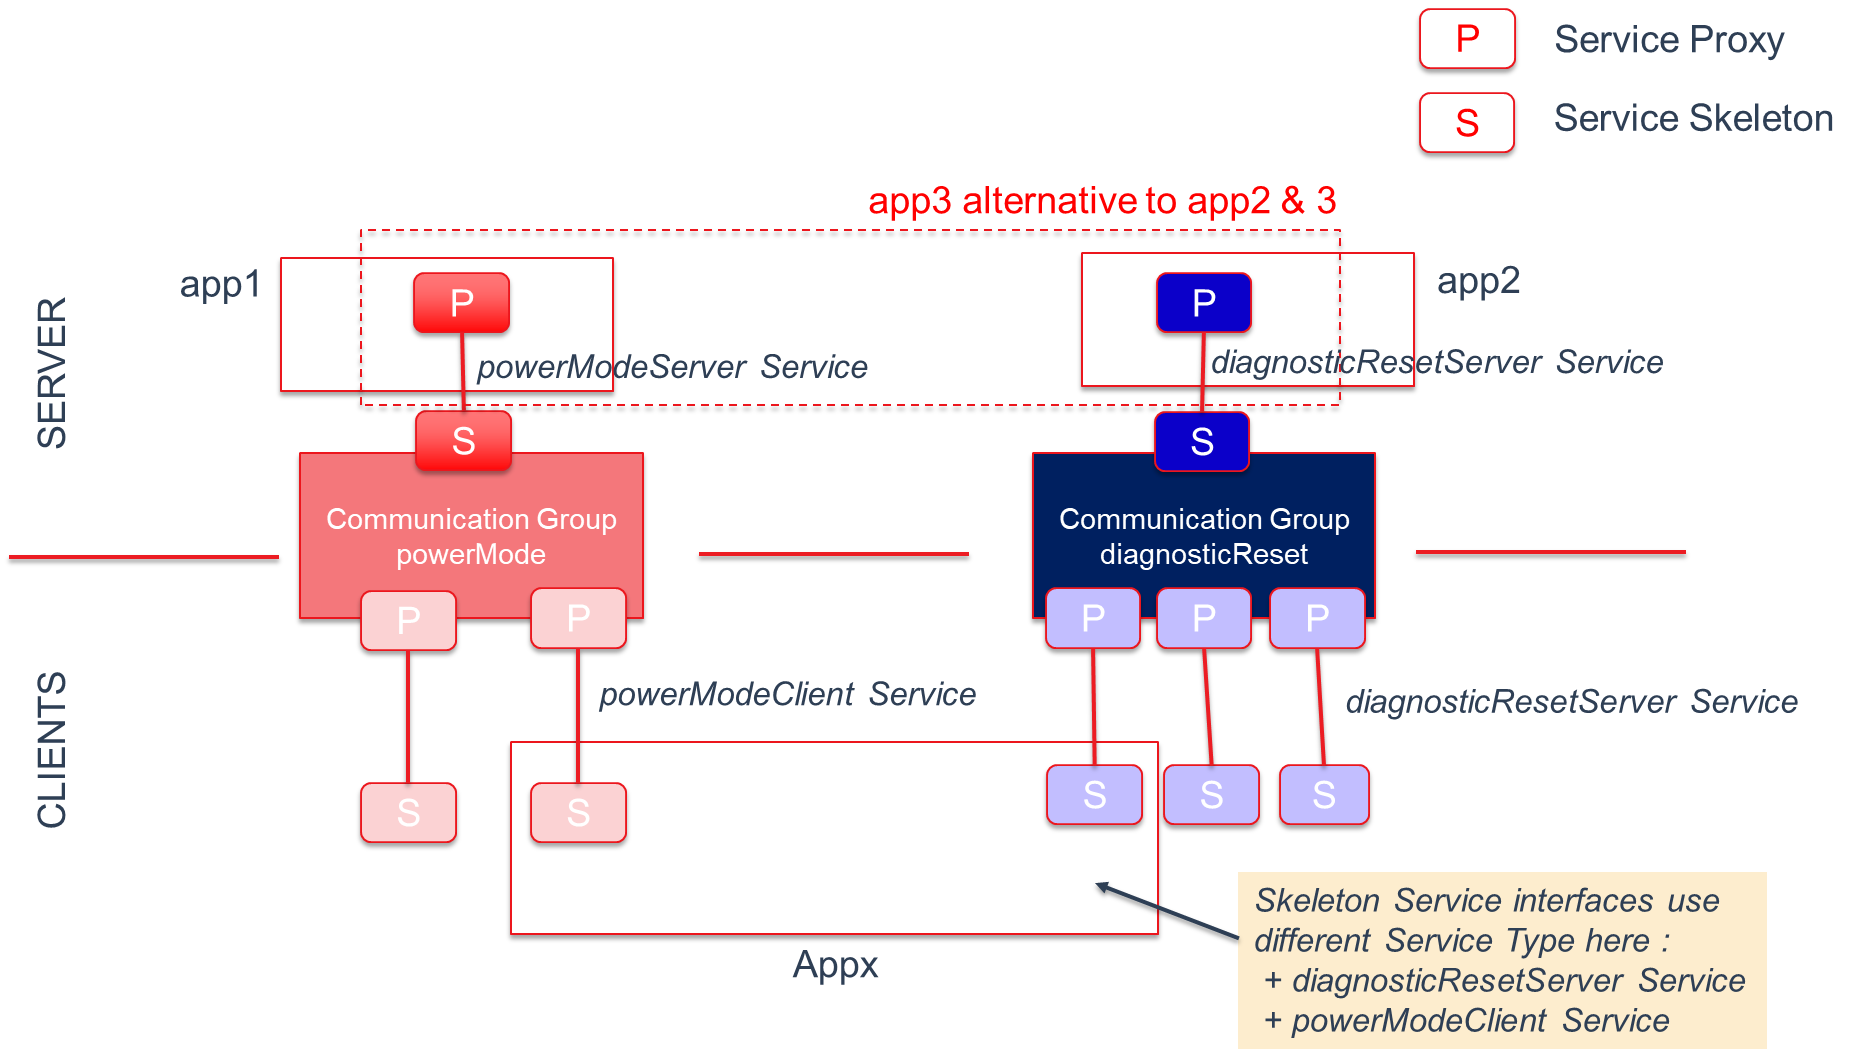 P
Service Proxy
S
Service Skeleton
app3 alternative to app2 & 3
app1
P
P
app2
SERVER
powerModeServer Service
diagnosticResetServer Service
S
S
Communication Group
powerMode
Communication Group
diagnosticReset
P
P
P
P
P
CLIENTS
powerModeClient Service
diagnosticResetServer Service
S
S
S
S
S
Appx
Skeleton Service interfaces use
different Service Type here :
+ diagnosticResetServer Service
+ powerModeClient Service